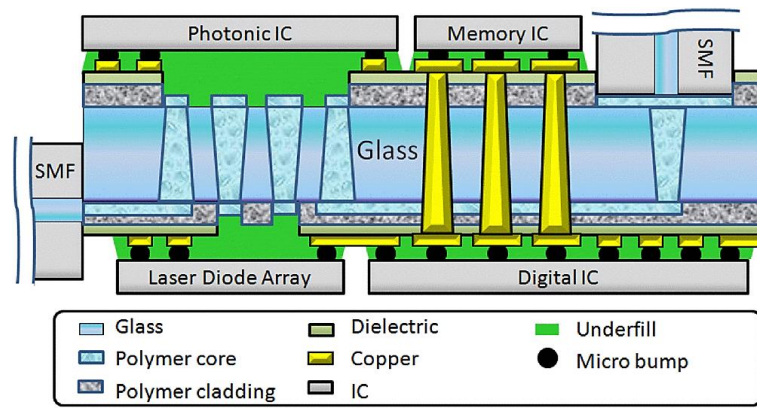 Photonic IC
Memory IC
SMF
Glass
SMF
Laser Diode Array
Digital IC
Glass
Dielectric
Underfill
Polymer core
Copper
Micro bump
Polymer cladding
IC